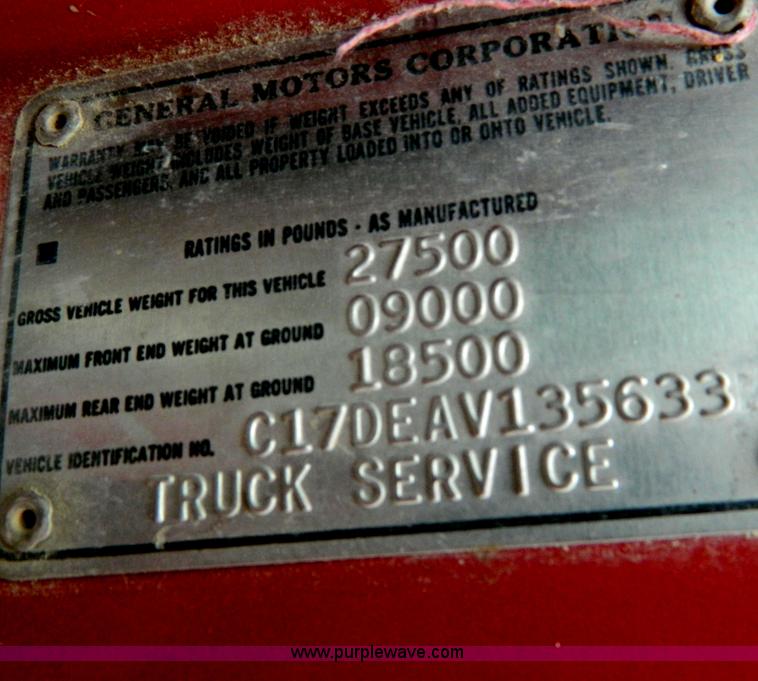 GENERAL MOTORS CORPORATION
WARRANTY MAY BE VOIDED IF WEIGHT EXCEEDS ANY OF RATINGS SHOWN. GROSS
VEHICLE WEIGHT INCLUDES WEIGHT OF BASE VEHICLE, ALL ADDED EQUIPMENT, DRIVER
AND PASSENGERS, AND ALL PROPERTY LOADED INTO OR ONTO VEHICLE.
RATINGS IN POUNDS - AS MANUFACTURED
GROSS VEHICLE WEIGHT FOR THIS VEHICLE 27500
MAXIMUM FRONT END WEIGHT AT GROUND 09000
MAXIMUM REAR END WEIGHT AT GROUND 18500
VEHICLE IDENTIFICATION NO. C17DEAV135633
TRUCK SERVICE
www.purplewave.com